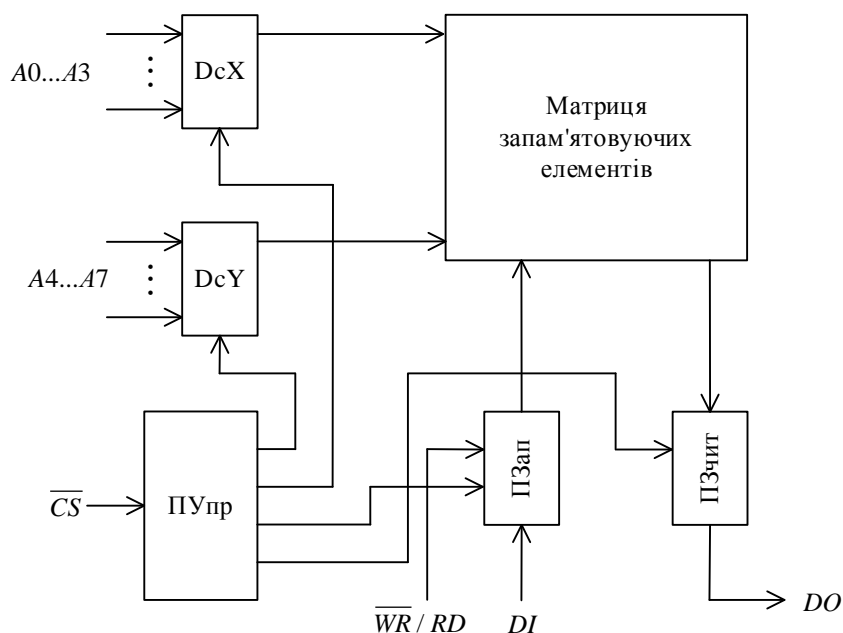 A0...A3
DcX
Матриця
запам'ятовуючих
елементів
A4...A7
DcY
CS
ПУпр
ПЗап
ПЗчит
WR / RD
DI
DO